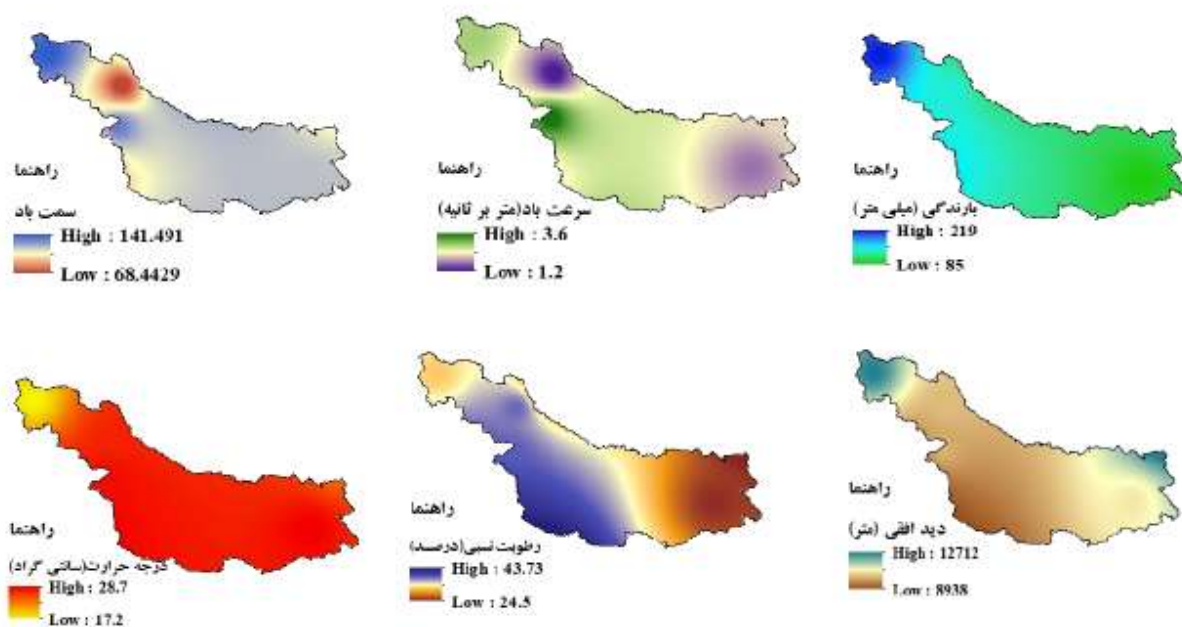 راهنما
سمت باد
High : 141.491
Low : 68.4429
راهنما
سرعت باد(متر بر ثانیه)
High : 3.6
Low : 1.2
راهنما
بارندگی (میلی متر)
High : 219
Low : 85
راهنما
درجه حرارت(سانتی گراد)
High : 28.7
Low : 17.2
راهنما
رطوبت نسبی(درصد)
High : 43.73
Low : 24.5
راهنما
دید افقی (متر)
High : 12712
Low : 8938